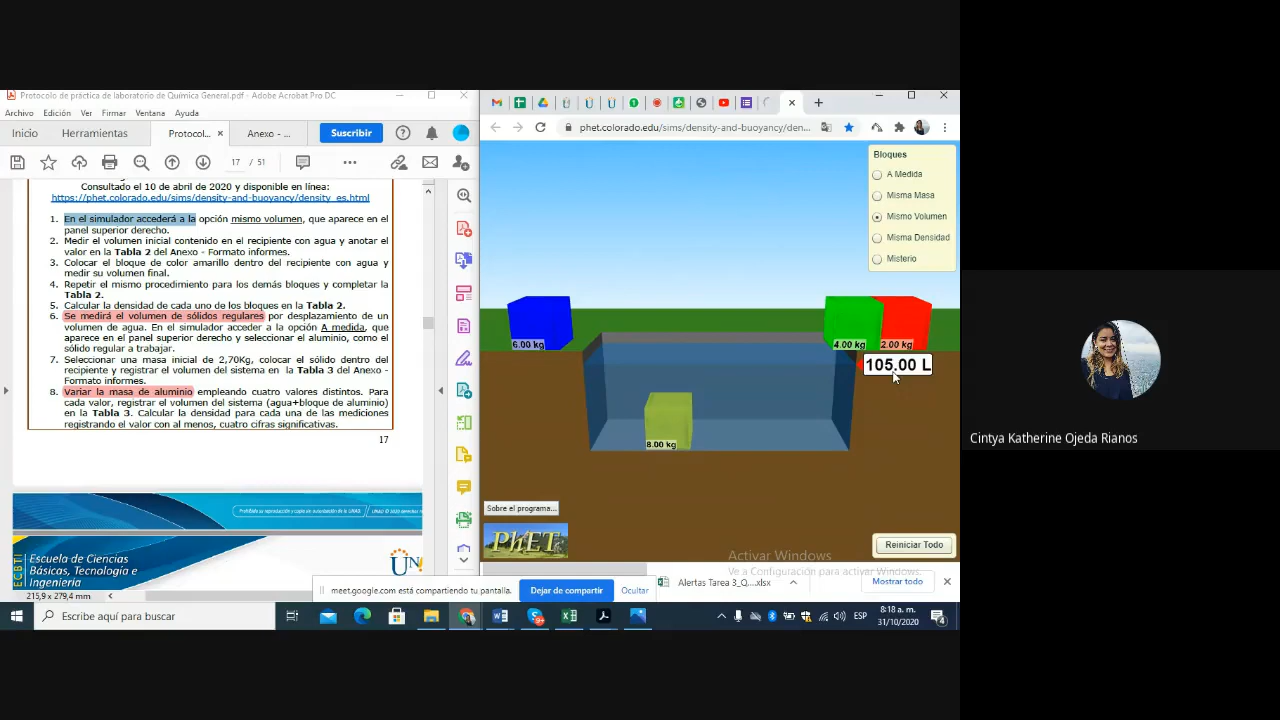 Protocolo de práctica de laboratorio de Química General.pdf - Adobe Acrobat Pro DC
Archivo Edición Ver Firmar Ventana Ayuda
Inicio Herramientas Protocol... × Anexo - ... Suscribir
17 / 51
Consultado el 10 de abril de 2020 y disponible en línea:
https://phet.colorado.edu/sims/density-and-buoyancy/density_es.html
1. En el simulador accederá a la opción mismo volumen, que aparece en el
panel superior derecho.
2. Medir el volumen inicial contenido en el recipiente con agua y anotar el
valor en la Tabla 2 del Anexo - Formato informes.
3. Colocar el bloque de color amarillo dentro del recipiente con agua y
medir su volumen final.
4. Repetir el mismo procedimiento para los demás bloques y completar la
Tabla 2.
5. Calcular la densidad de cada uno de los bloques en la Tabla 2.
6. Se medirá el volumen de sólidos regulares por desplazamiento de un
volumen de agua. En el simulador acceder a la opción A medida, que
aparece en el panel superior derecho y seleccionar el aluminio, como el
sólido regular a trabajar.
7. Seleccionar una masa inicial de 2,70Kg, colocar el sólido dentro del
recipiente y registrar el volumen del sistema en la Tabla 3 del Anexo -
Formato informes.
8. Variar la masa de aluminio empleando cuatro valores distintos. Para
cada valor, registrar el volumen del sistema (agua+bloque de aluminio)
en la Tabla 3. Calcular la densidad para cada una de las mediciones
registrando el valor con al menos, cuatro cifras significativas.
17
ECBTI
Escuela de Ciencias
Básicas, Tecnología e
Ingeniería
UN
215,9 x 279,4 mm
phet.colorado.edu/sims/density-and-buoyancy/den...
Bloques
A Medida
Misma Masa
Mismo Volumen
Misma Densidad
Misterio
6.00 kg
4.00 kg
2.00 kg
105.00 L
8.00 kg
Sobre el programa...
PhET
Reiniciar Todo
Activar Windows
Ve a Configuración para activar Windows.
meet.google.com está compartiendo tu pantalla. Dejar de compartir Ocultar
Alertas Tarea 3_Q....xlsx
Mostrar todo
Escribe aquí para buscar
ESP
8:18 a. m.
31/10/2020
4
Cintya Katherine Ojeda Rianos